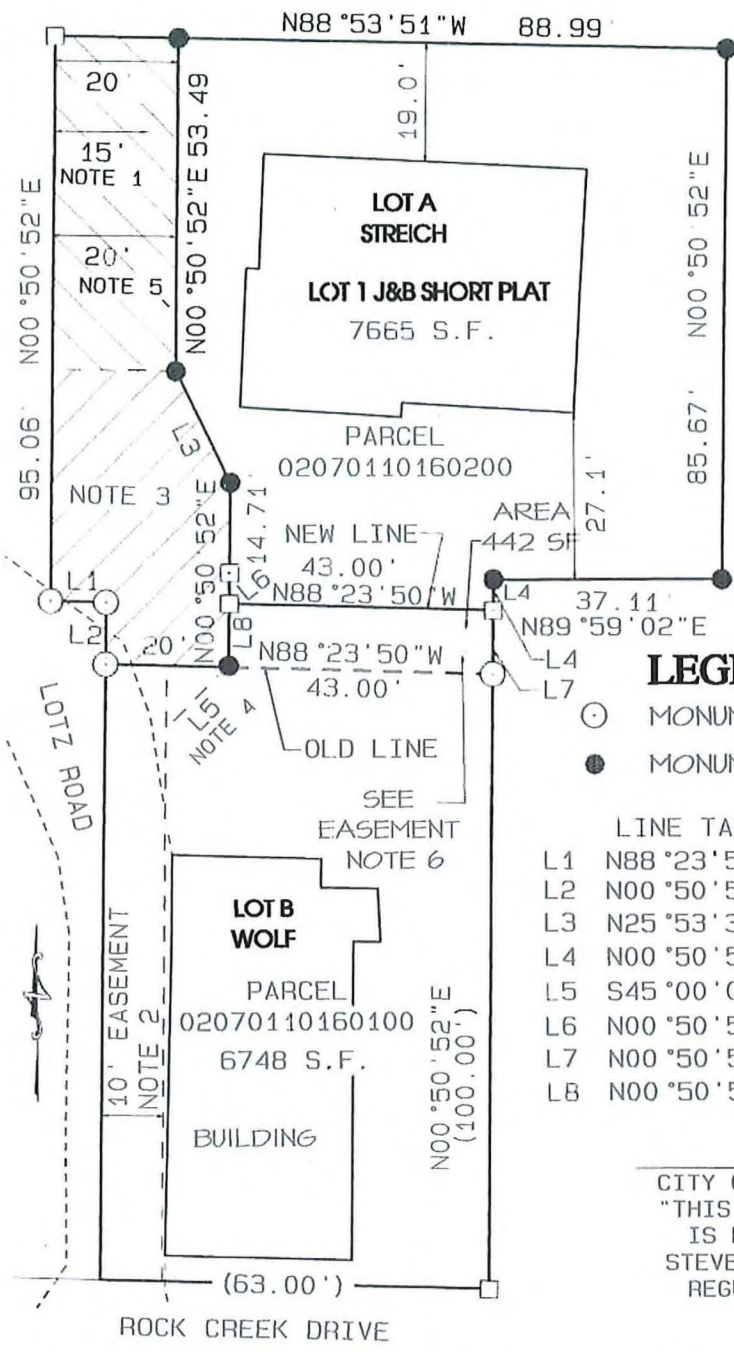 N88°53'51"W 88.99
20'
15'
NOTE 1
20'
NOTE 5
N00°50'52"E 53.49
N00°50'52"E
95.06'
19.0'
LOT A
STREICH
LOT 1 J&B SHORT PLAT
7665 S.F.
N00°50'52"E
85.67'
L3
PARCEL
02070110160200
NOTE 3
N00°50'52"E
14.71'
NEW LINE
43.00'
N88°23'50"W
AREA
442 SF
27.1'
L1
L2
L6
L8
20'
L4
37.11'
N89°59'02"E
N88°23'50"W
43.00'
L4
L7
L5
NOTE 4
OLD LINE
LOTZ ROAD
SEE
EASEMENT
NOTE 6
MONU
MONU
LINE TA
L1 N88°23'5
L2 N00°50'5
L3 N25°53'3
L4 N00°50'5
L5 S45°00'0
L6 N00°50'5
L7 N00°50'5
L8 N00°50'5
LOT B
WOLF
PARCEL
02070110160100
6748 S.F.
BUILDING
10' EASEMENT
NOTE 2
N00°50'52"E
(100.00')
CITY
"THIS
IS
STEVE
REGU
(63.00')
ROCK CREEK DRIVE